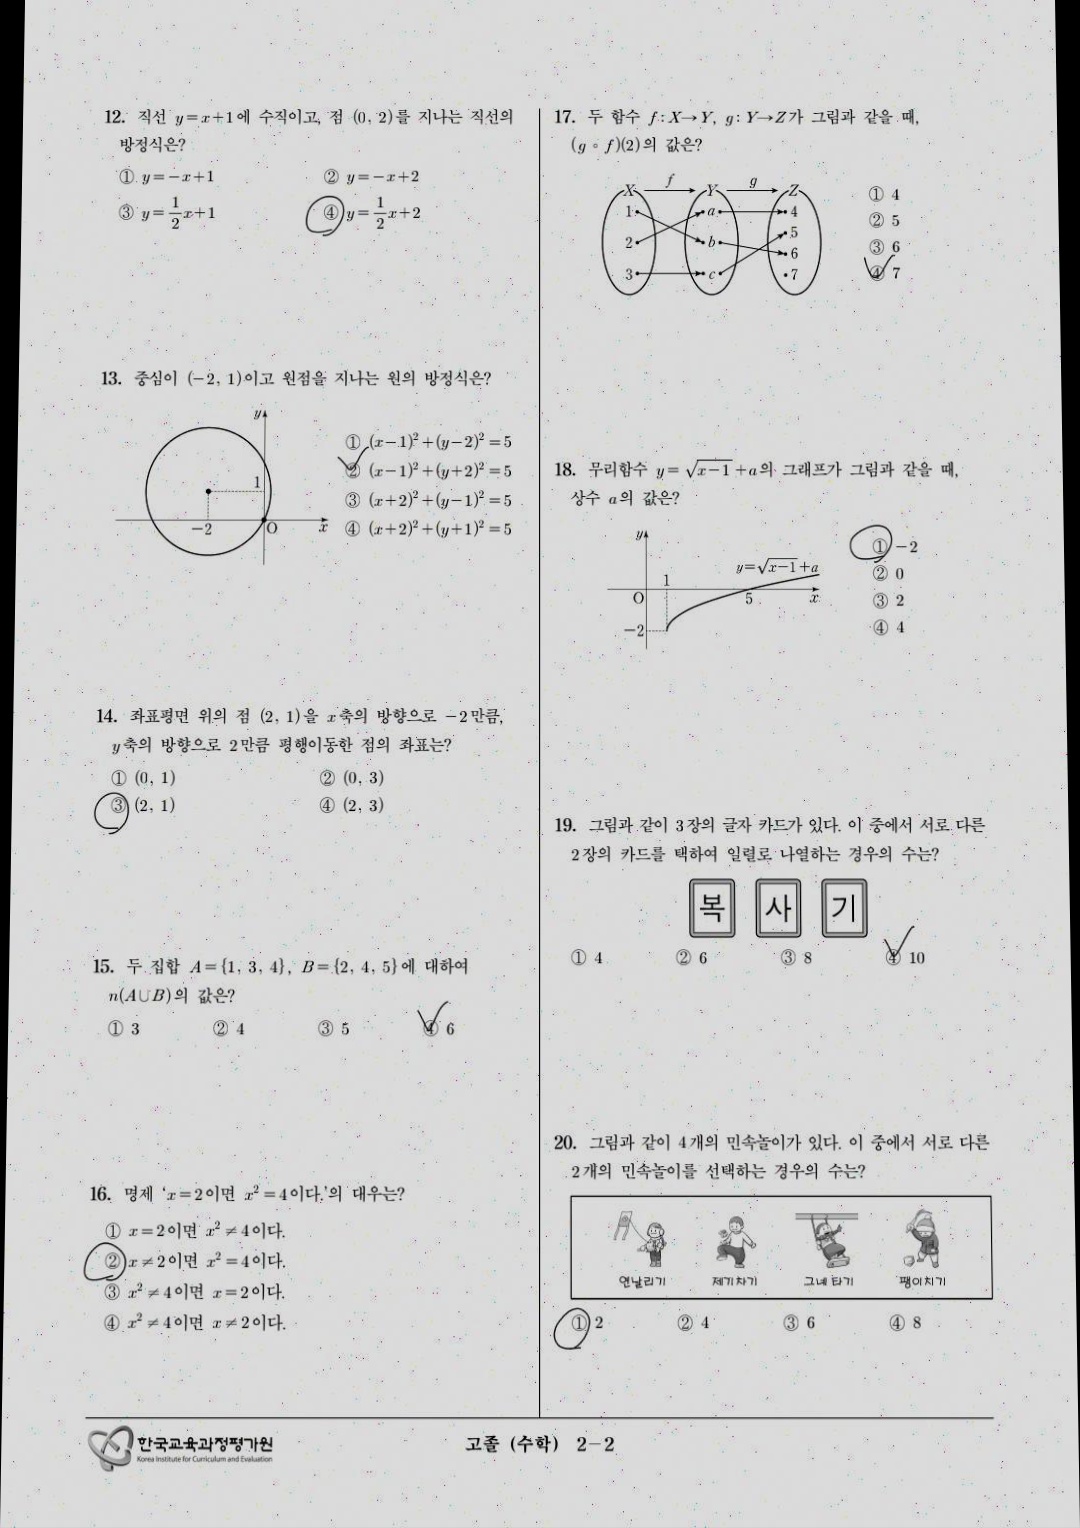 12. 직선 y=x+1에 수직이고, 점 (0, 2)를 지나는 직선의
방정식은?
① y=−x+1 ② y=−x+2
③ y=1/2x+1 ④ y=1/2x+2
13. 중심이 (−2, 1)이고 원점을 지나는 원의 방정식은?
y
1
−2 O x
① (x−1)²+(y−2)²=5
② (x−1)²+(y+2)²=5
③ (x+2)²+(y−1)²=5
④ (x+2)²+(y+1)²=5
14. 좌표평면 위의 점 (2, 1)을 x축의 방향으로 −2만큼,
y축의 방향으로 2만큼 평행이동한 점의 좌표는?
① (0, 1) ② (0, 3)
③ (2, 1) ④ (2, 3)
15. 두 집합 A={1, 3, 4}, B={2, 4, 5}에 대하여
n(A∪B)의 값은?
① 3 ② 4 ③ 5 ④ 6
16. 명제 ‘x=2이면 x²=4이다.’의 대우는?
① x=2이면 x²≠4이다.
② x≠2이면 x²=4이다.
③ x²≠4이면 x=2이다.
④ x²≠4이면 x≠2이다.
17. 두 함수 f:X→Y, g:Y→Z가 그림과 같을 때,
(g∘f)(2)의 값은?
f g
X Y Z
1 a 4
5
2 b 6
3 c 7
① 4
② 5
③ 6
④ 7
18. 무리함수 y=√(x−1)+a의 그래프가 그림과 같을 때,
상수 a의 값은?
y
y=√(x−1)+a
1
O 5 x
−2
① −2
② 0
③ 2
④ 4
19. 그림과 같이 3장의 글자 카드가 있다. 이 중에서 서로 다른
2장의 카드를 택하여 일렬로 나열하는 경우의 수는?
복 사 기
① 4 ② 6 ③ 8 ④ 10
20. 그림과 같이 4개의 민속놀이가 있다. 이 중에서 서로 다른
2개의 민속놀이를 선택하는 경우의 수는?
연날리기 제기차기 그네 타기 팽이치기
① 2 ② 4 ③ 6 ④ 8
한국교육과정평가원
Korea Institute for Curriculum and Evaluation
고졸 (수학) 2−2